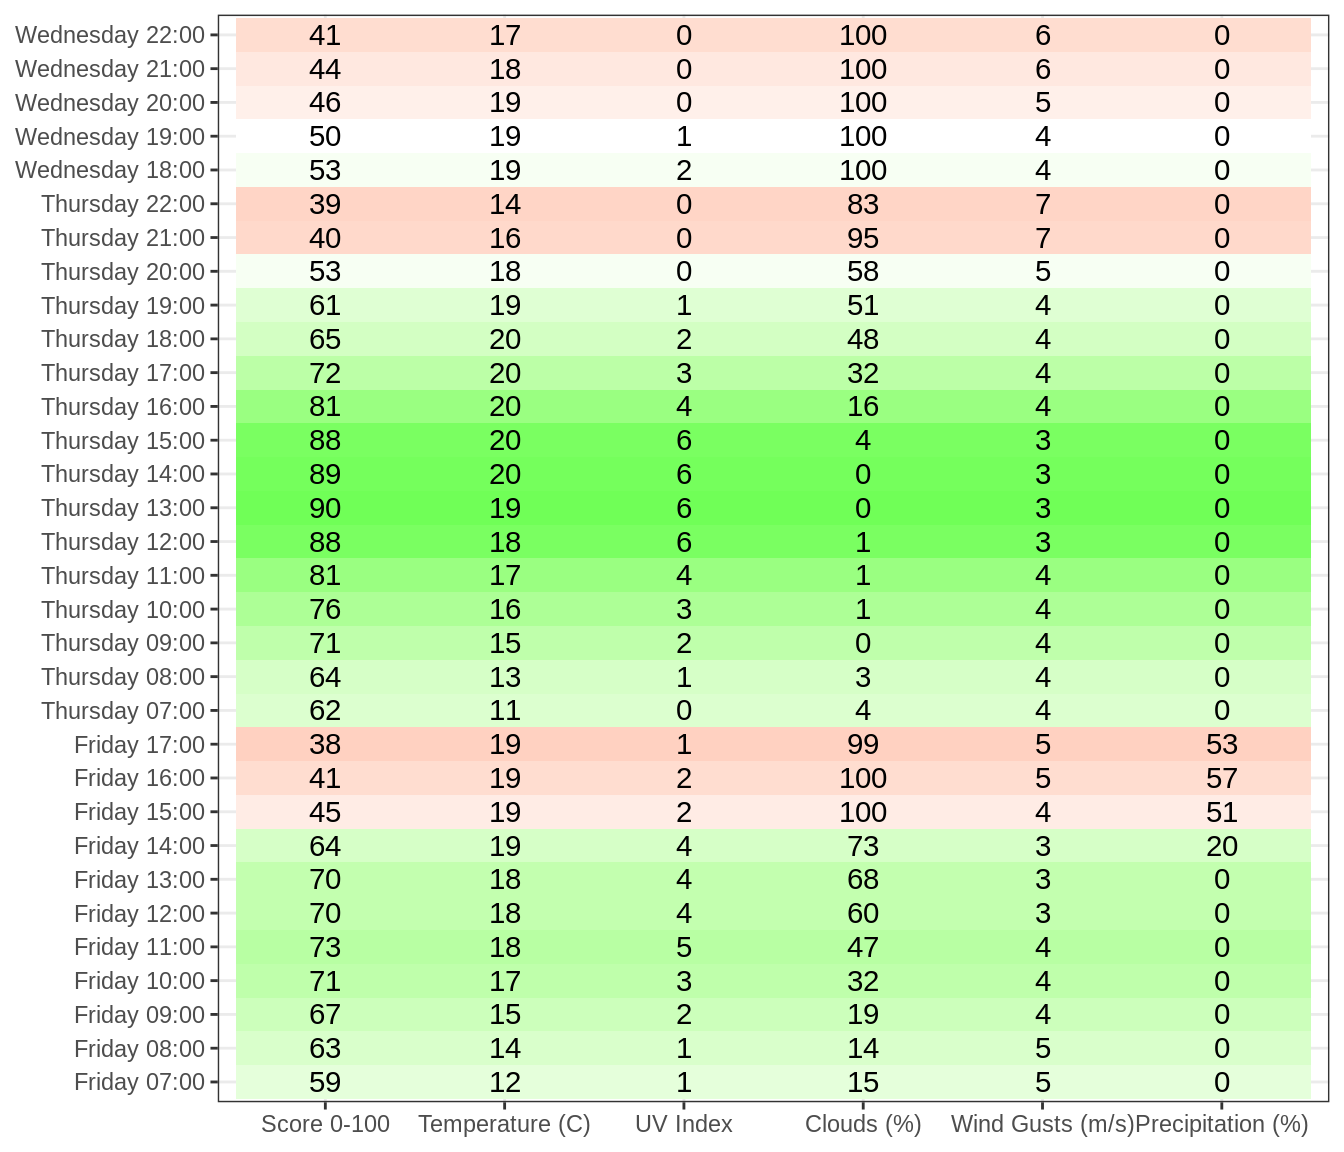 Wednesday 22:00 41 17 0 100 6 0
Wednesday 21:00 44 18 0 100 6 0
Wednesday 20:00 46 19 0 100 5 0
Wednesday 19:00 50 19 1 100 4 0
Wednesday 18:00 53 19 2 100 4 0
Thursday 22:00 39 14 0 83 7 0
Thursday 21:00 40 16 0 95 7 0
Thursday 20:00 53 18 0 58 5 0
Thursday 19:00 61 19 1 51 4 0
Thursday 18:00 65 20 2 48 4 0
Thursday 17:00 72 20 3 32 4 0
Thursday 16:00 81 20 4 16 4 0
Thursday 15:00 88 20 6 4 3 0
Thursday 14:00 89 20 6 0 3 0
Thursday 13:00 90 19 6 0 3 0
Thursday 12:00 88 18 6 1 3 0
Thursday 11:00 81 17 4 1 4 0
Thursday 10:00 76 16 3 1 4 0
Thursday 09:00 71 15 2 0 4 0
Thursday 08:00 64 13 1 3 4 0
Thursday 07:00 62 11 0 4 4 0
Friday 17:00 38 19 1 99 5 53
Friday 16:00 41 19 2 100 5 57
Friday 15:00 45 19 2 100 4 51
Friday 14:00 64 19 4 73 3 20
Friday 13:00 70 18 4 68 3 0
Friday 12:00 70 18 4 60 3 0
Friday 11:00 73 18 5 47 4 0
Friday 10:00 71 17 3 32 4 0
Friday 09:00 67 15 2 19 4 0
Friday 08:00 63 14 1 14 5 0
Friday 07:00 59 12 1 15 5 0
Score 0-100 Temperature (C) UV Index Clouds (%) Wind Gusts (m/s) Precipitation (%)